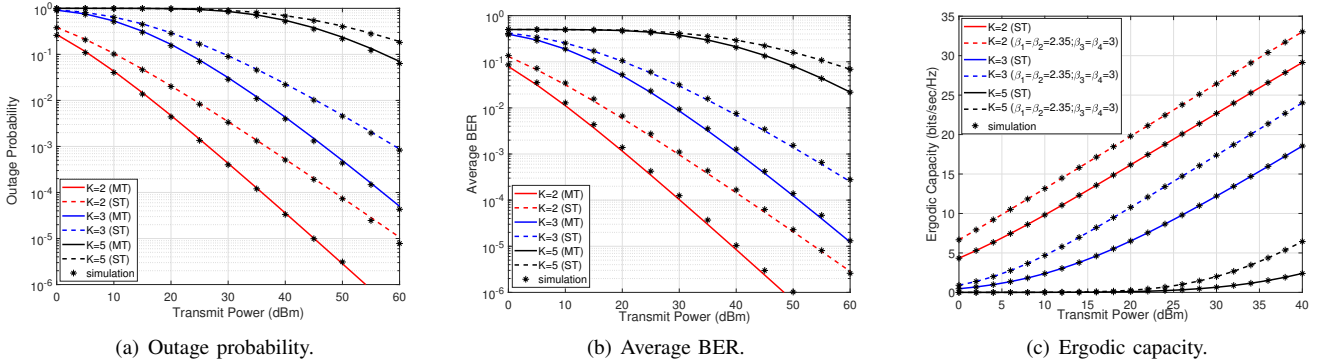 Outage Probability
10^0
10^-1
10^-2
10^-3
10^-4
10^-5
10^-6
K=2 (MT)
K=2 (ST)
K=3 (MT)
K=3 (ST)
K=5 (MT)
K=5 (ST)
simulation
0 10 20 30 40 50 60
Transmit Power (dBm)
(a) Outage probability.
Average BER
10^0
10^-1
10^-2
10^-3
10^-4
10^-5
10^-6
K=2 (MT)
K=2 (ST)
K=3 (MT)
K=3 (ST)
K=5 (MT)
K=5 (ST)
simulation
0 10 20 30 40 50 60
Transmit Power (dBm)
(b) Average BER.
Ergodic Capacity (bits/sec/Hz)
35
30
25
20
15
10
5
0
K=2 (ST)
K=2 (β₁=β₂=2.35;β₃=β₄=3)
K=3 (ST)
K=3 (β₁=β₂=2.35;β₃=β₄=3)
K=5 (ST)
K=5 (β₁=β₂=2.35;β₃=β₄=3)
simulation
0 5 10 15 20 25 30 35 40
Transmit Power (dBm)
(c) Ergodic capacity.